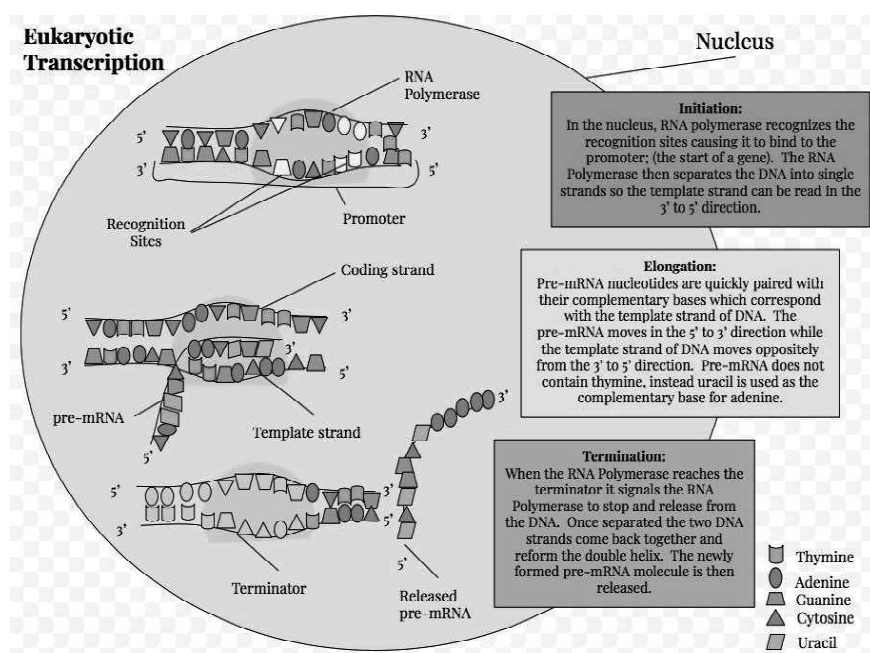 Eukaryotic
Transcription
Nucleus
RNA
Polymerase
5'
3'
3'
5'
Recognition
Sites
Promoter
Initiation:
In the nucleus, RNA polymerase recognizes the
recognition sites causing it to bind to the
promoter; (the start of a gene). The RNA
Polymerase then separates the DNA into single
strands so the template strand can be read in the
3' to 5' direction.
Coding strand
5'
3'
3'
3'
5'
pre-mRNA
5'
Template strand
Elongation:
Pre-mRNA nucleotides are quickly paired with
their complementary bases which correspond
with the template strand of DNA. The
pre-mRNA moves in the 5' to 3' direction while
the template strand of DNA moves oppositely
from the 3' to 5' direction. Pre-mRNA does not
contain thymine, instead uracil is used as the
complementary base for adenine.
5'
3'
3'
5'
Terminator
3'
5'
Released
pre-mRNA
Termination:
When the RNA Polymerase reaches the
terminator it signals the RNA
Polymerase to stop and release from
the DNA. Once separated the two DNA
strands come back together and
reform the double helix. The newly
formed pre-mRNA molecule is then
released.
Thymine
Adenine
Guanine
Cytosine
Uracil